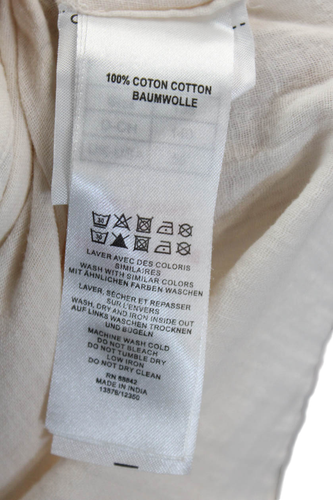 100% COTON COTTON
BAUMWOLLE
LAVER AVEC DES COLORIS
SIMILAIRES
WASH WITH SIMILAR COLORS
MIT ÄHNLICHEN FARBEN WASCHEN
LAVER, SÉCHER ET REPASSER
SUR L'ENVERS
WASH, DRY AND IRON INSIDE OUT
AUF LINKS WASCHEN TROCKNEN
UND BÜGELN
MACHINE WASH COLD
DO NOT BLEACH
DO NOT TUMBLE DRY
LOW IRON
DO NOT DRY CLEAN
RN 88842
MADE IN INDIA